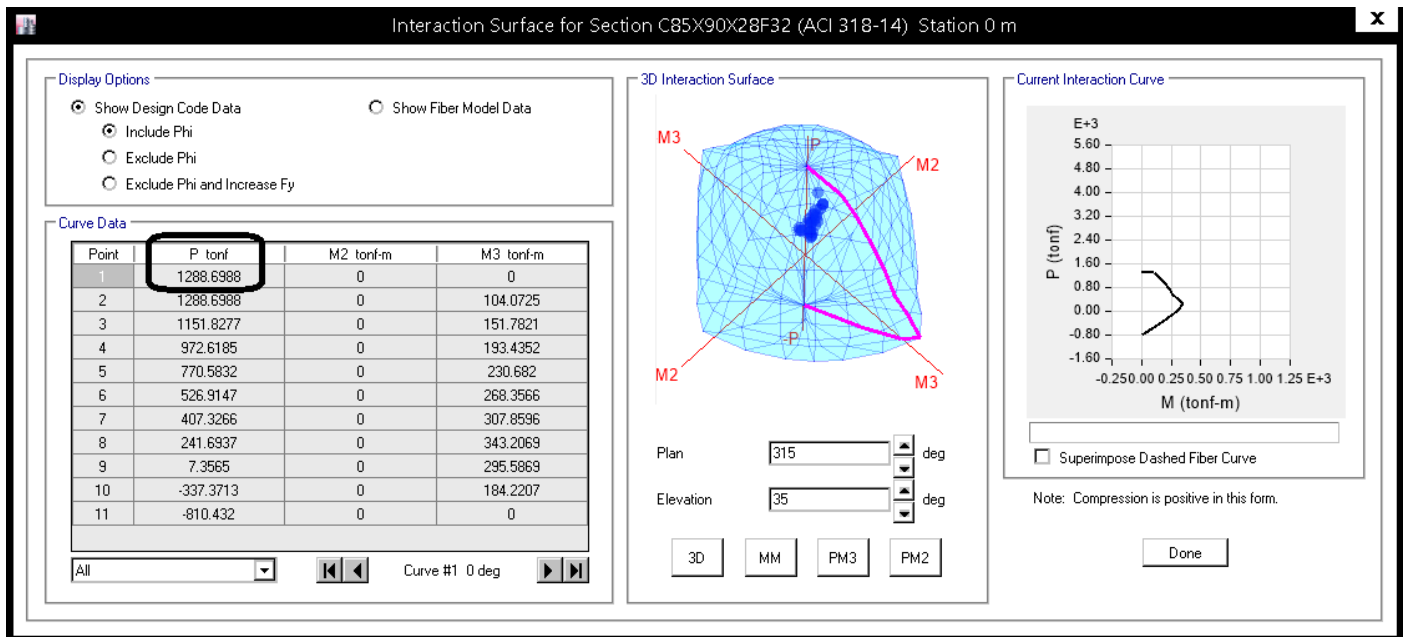 Interaction Surface for Section C85X90X28F32 (ACI 318-14) Station 0 m
X
Display Options
Show Design Code Data
Show Fiber Model Data
Include Phi
Exclude Phi
Exclude Phi and Increase Fy
Curve Data
Point P tonf M2 tonf-m M3 tonf-m
1 1288.6988 0 0
2 1288.6988 0 104.0725
3 1151.8277 0 151.7821
4 972.6185 0 193.4352
5 770.5832 0 230.682
6 526.9147 0 268.3566
7 407.3266 0 307.8596
8 241.6937 0 343.2069
9 7.3565 0 295.5869
10 -337.3713 0 184.2207
11 -810.432 0 0
All
Curve #1 0 deg
3D Interaction Surface
M3
P
M2
-P
M2
M3
Plan 315 deg
Elevation 35 deg
3D MM PM3 PM2
Current Interaction Curve
E+3
5.60
4.80
4.00
3.20
2.40
1.60
0.80
0.00
-0.80
-1.60
P (tonf)
-0.250.00 0.25 0.50 0.75 1.00 1.25 E+3
M (tonf-m)
Superimpose Dashed Fiber Curve
Note: Compression is positive in this form.
Done